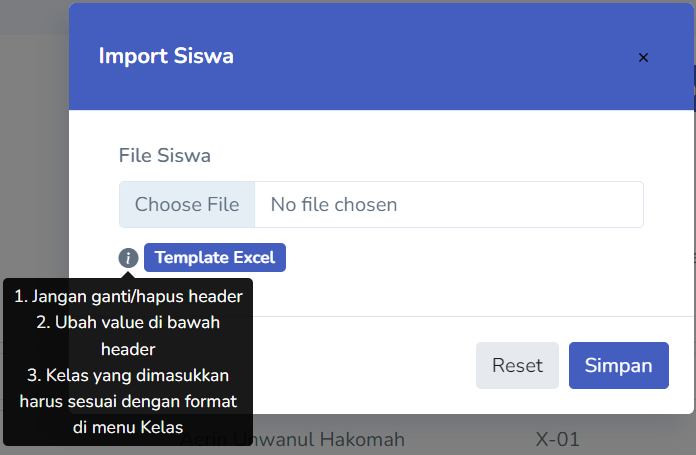 Import Siswa
×
File Siswa
Choose File No file chosen
i Template Excel
1. Jangan ganti/hapus header
2. Ubah value di bawah
header
3. Kelas yang dimasukkan
harus sesuai dengan format
di menu Kelas
Reset Simpan
Unwanul Hakomah X-01